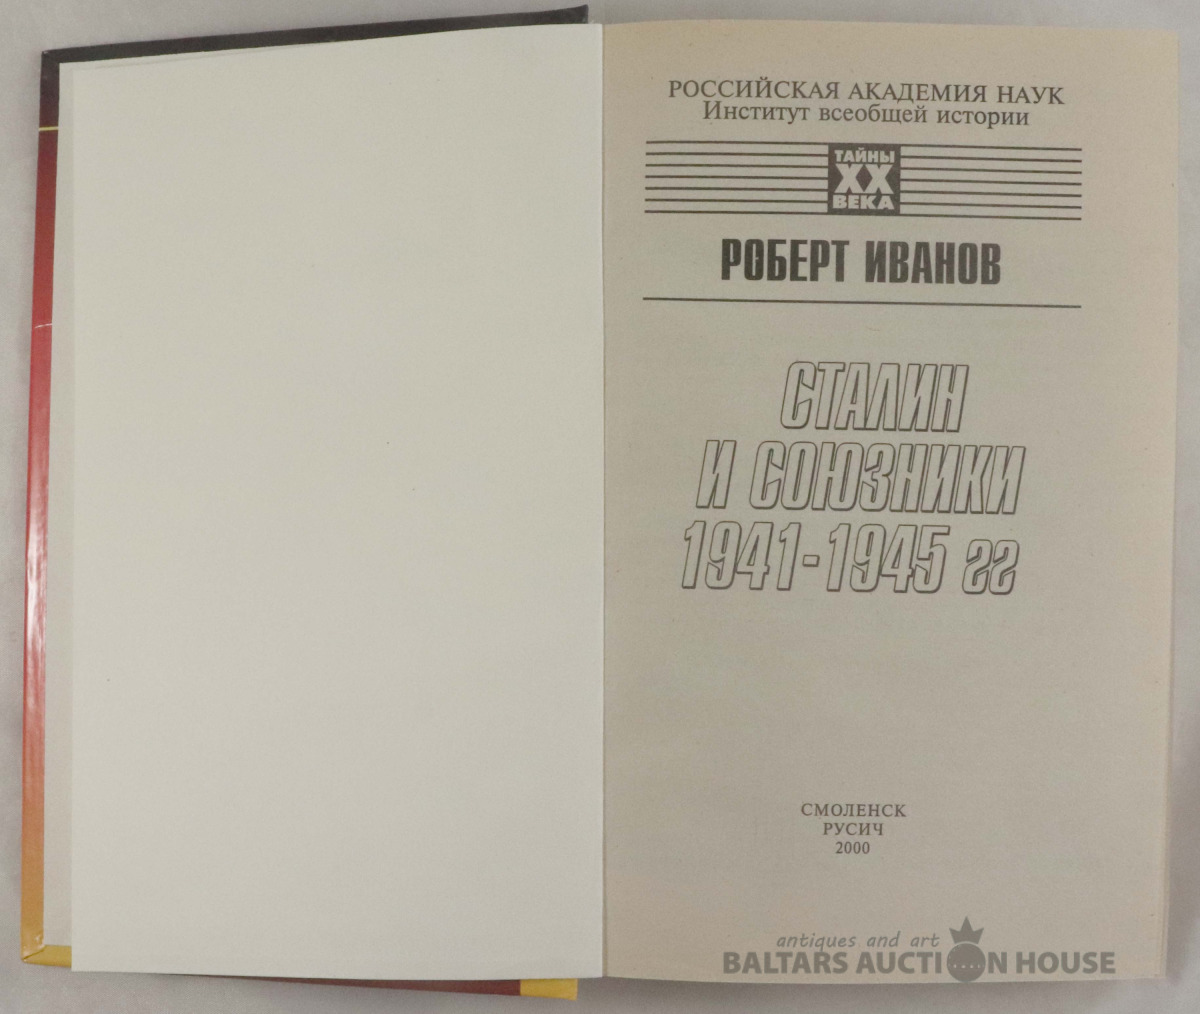 РОССИЙСКАЯ АКАДЕМИЯ НАУК
Институт всеобщей истории
ТАЙНЫ
XX
ВЕКА
РОБЕРТ ИВАНОВ
СТАЛИН
И СОЮЗНИКИ
1941-1945 гг
СМОЛЕНСК
РУСИЧ
2000
antiques and art
BALTARS AUCTION HOUSE